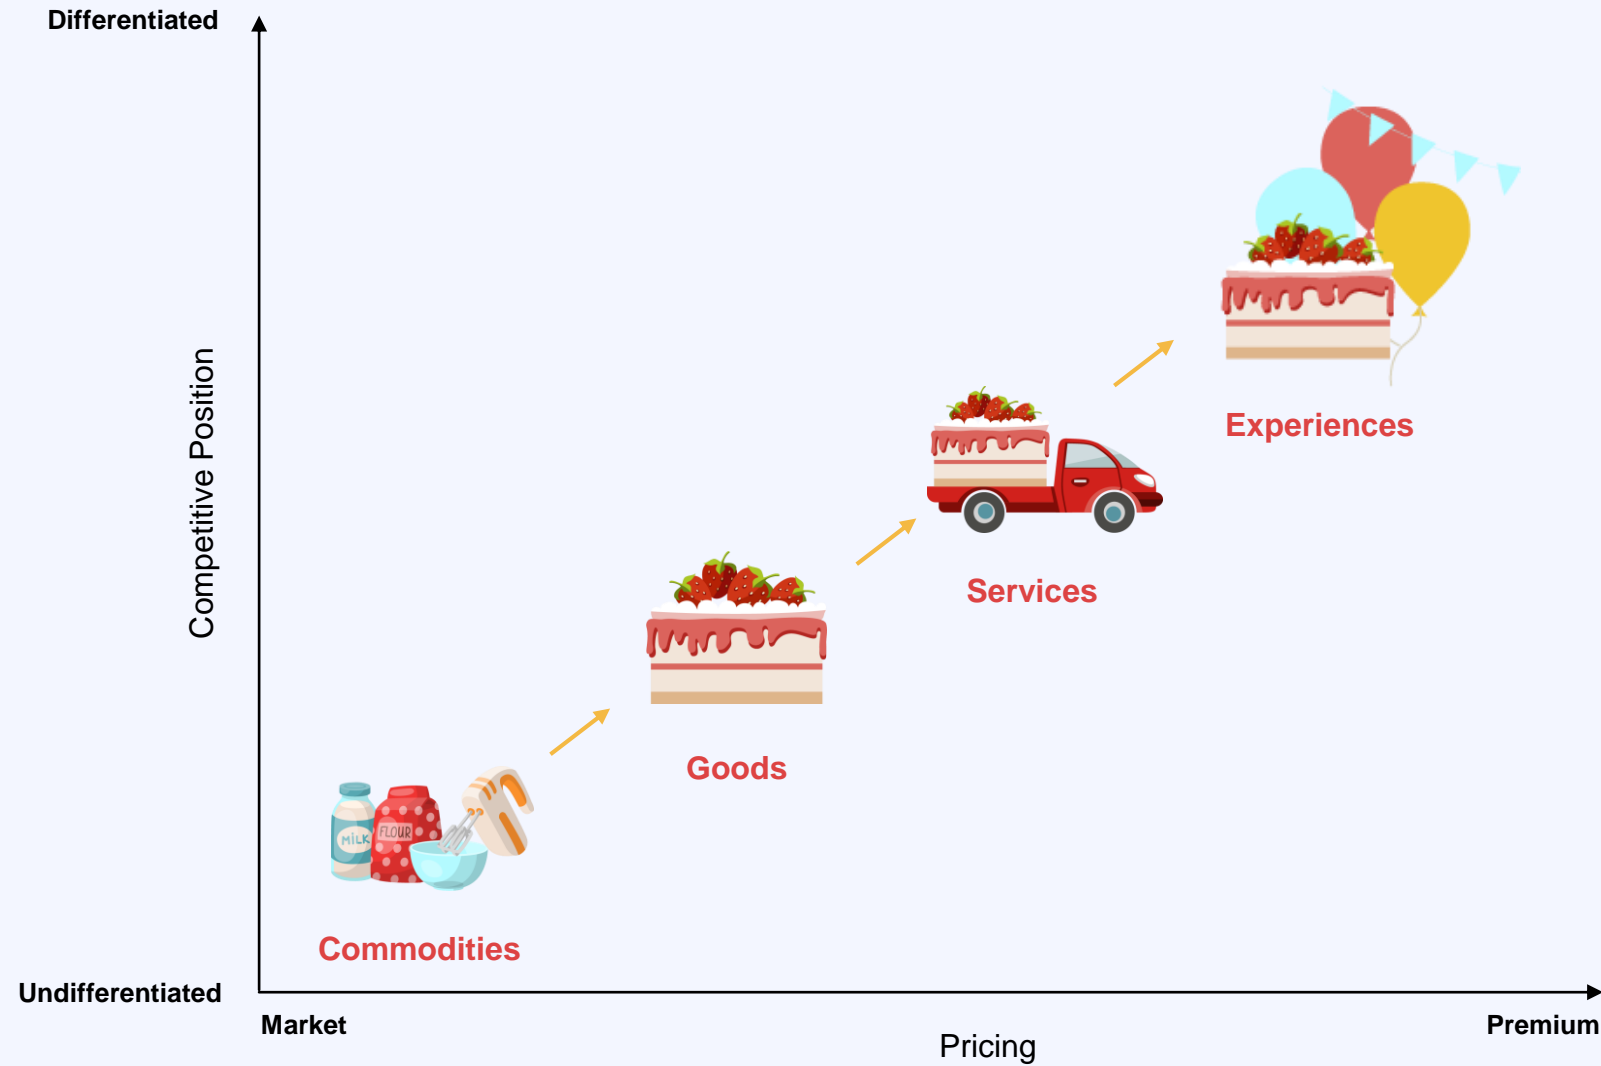 Differentiated
Competitive Position
Experiences
Services
Goods
MiLK
FLOUR
Commodities
Undifferentiated
Market
Premium
Pricing